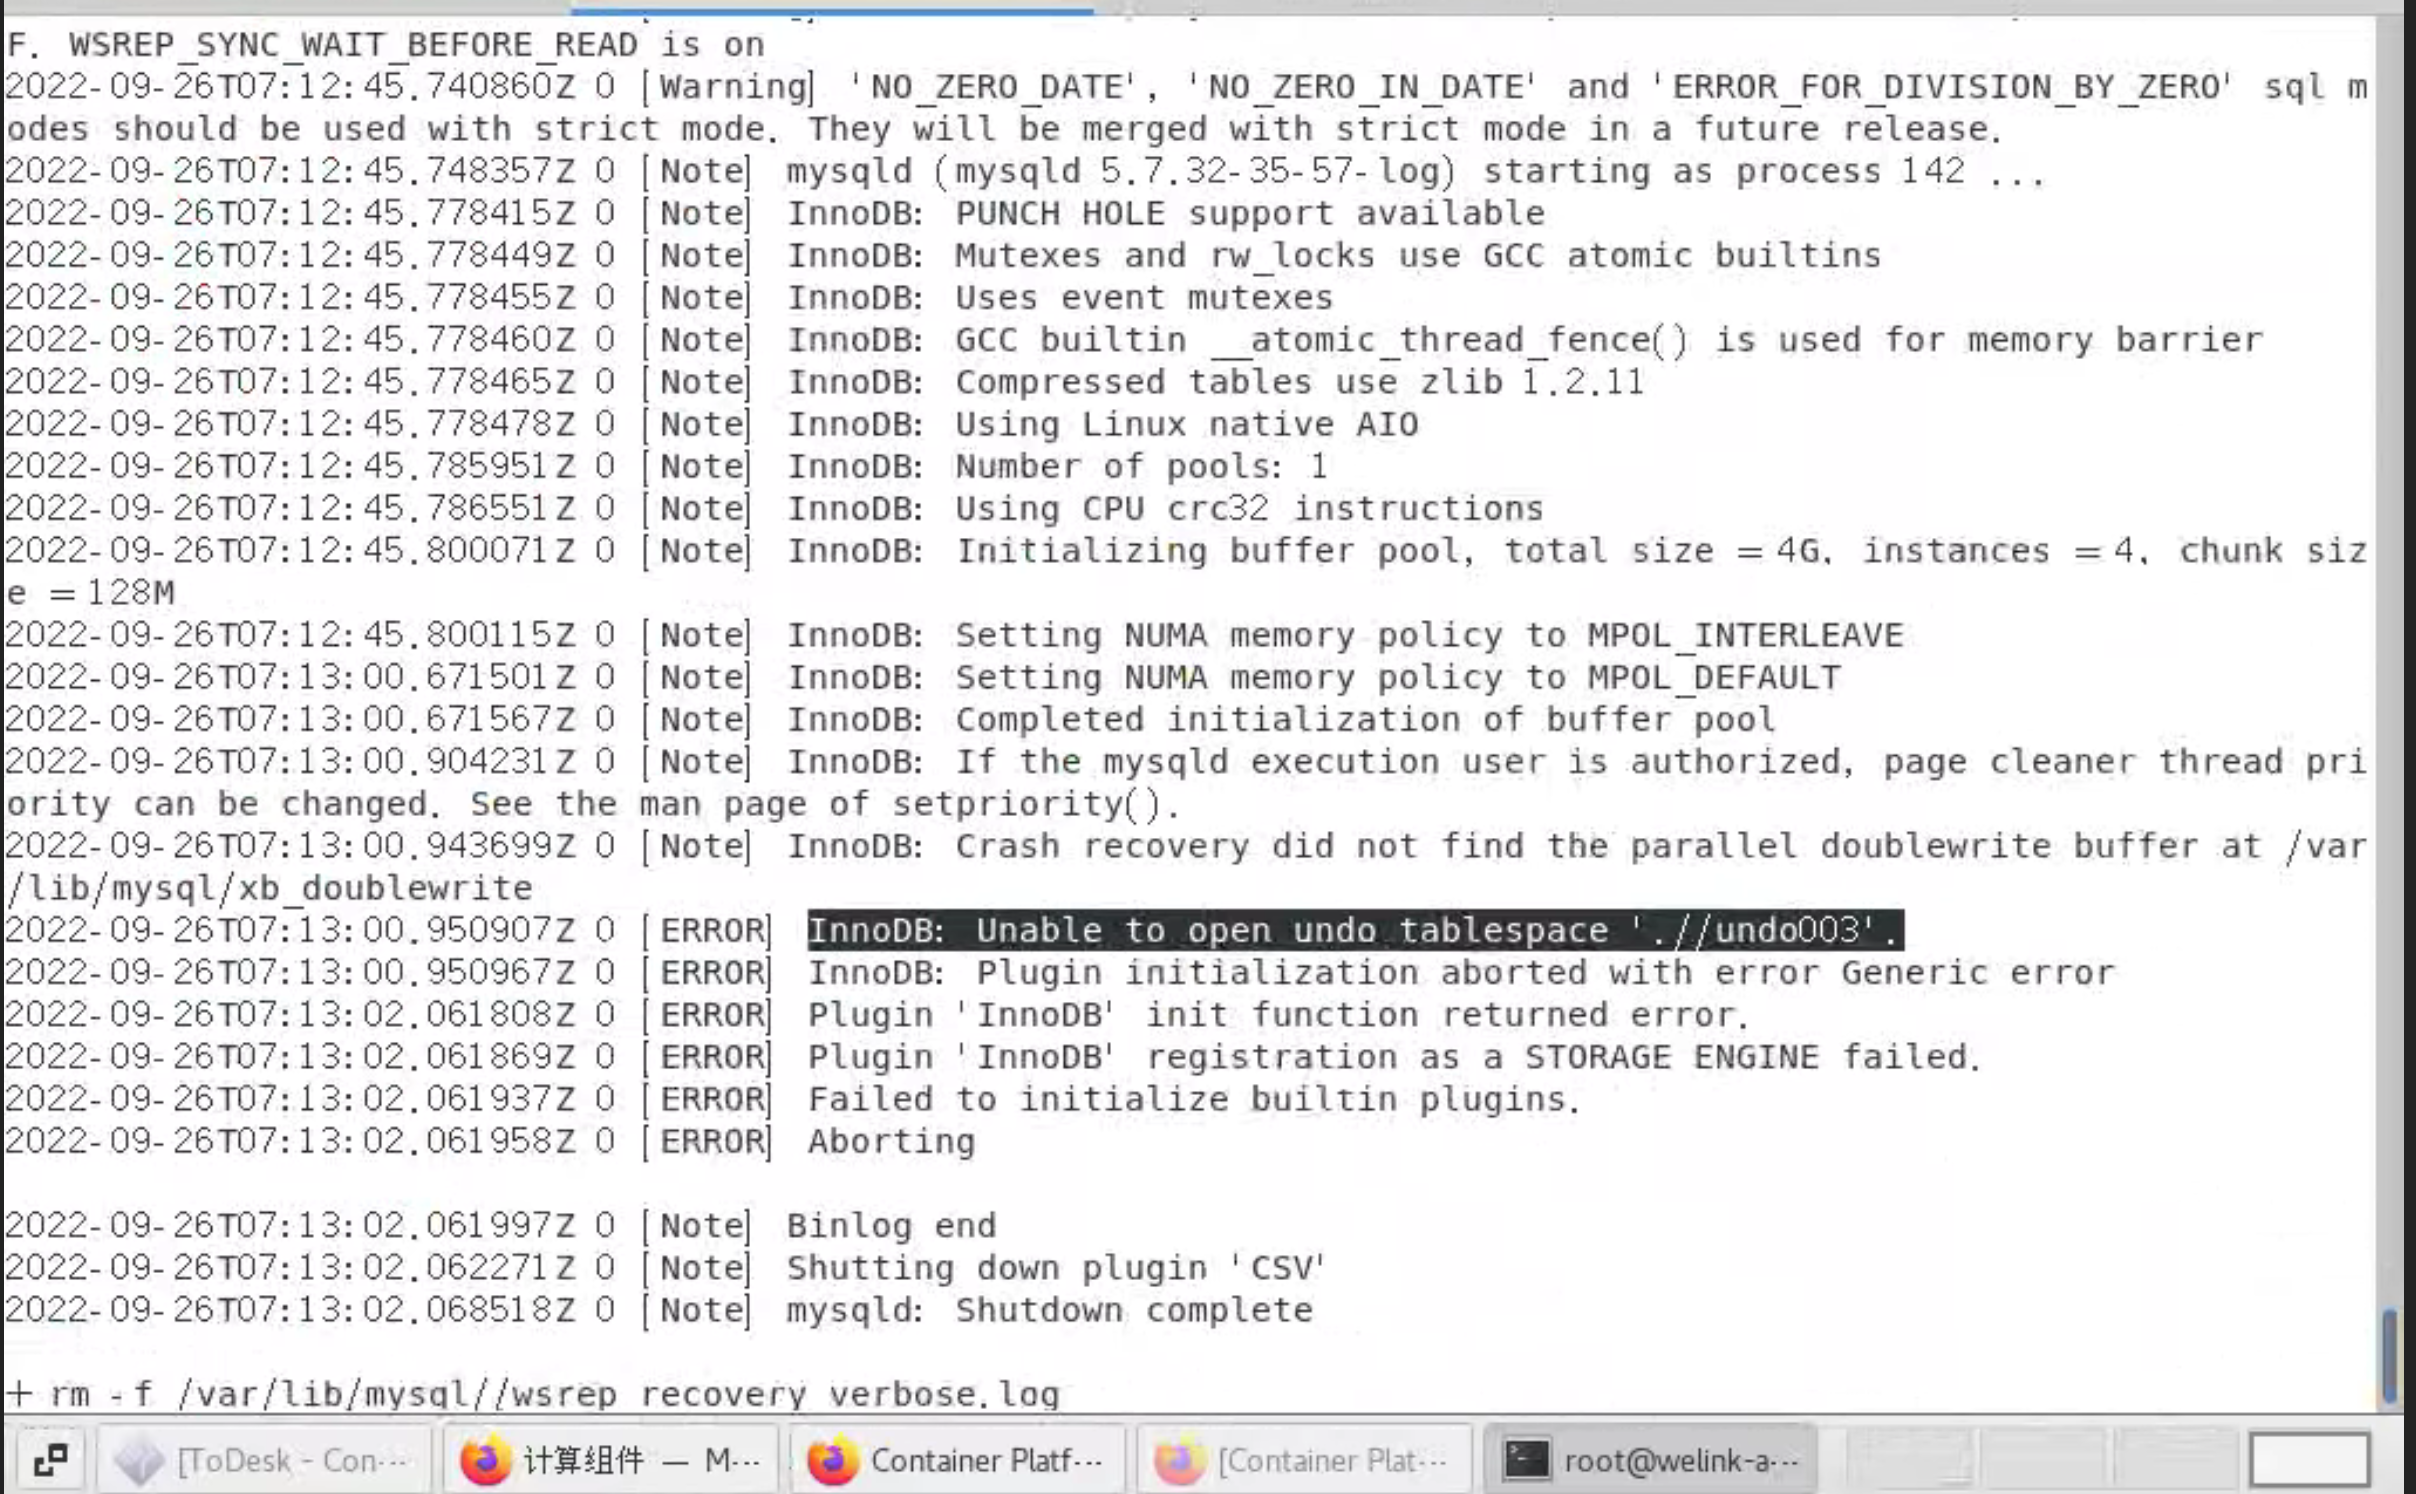 F. WSREP_SYNC_WAIT_BEFORE_READ is on
2022-09-26T07:12:45.740860Z 0 [Warning] 'NO_ZERO_DATE', 'NO_ZERO_IN_DATE' and 'ERROR_FOR_DIVISION_BY_ZERO' sql m
odes should be used with strict mode. They will be merged with strict mode in a future release.
2022-09-26T07:12:45.748357Z 0 [Note] mysqld (mysqld 5.7.32-35-57-log) starting as process 142 ...
2022-09-26T07:12:45.778415Z 0 [Note] InnoDB: PUNCH HOLE support available
2022-09-26T07:12:45.778449Z 0 [Note] InnoDB: Mutexes and rw_locks use GCC atomic builtins
2022-09-26T07:12:45.778455Z 0 [Note] InnoDB: Uses event mutexes
2022-09-26T07:12:45.778460Z 0 [Note] InnoDB: GCC builtin __atomic_thread_fence() is used for memory barrier
2022-09-26T07:12:45.778465Z 0 [Note] InnoDB: Compressed tables use zlib 1.2.11
2022-09-26T07:12:45.778478Z 0 [Note] InnoDB: Using Linux native AIO
2022-09-26T07:12:45.785951Z 0 [Note] InnoDB: Number of pools: 1
2022-09-26T07:12:45.786551Z 0 [Note] InnoDB: Using CPU crc32 instructions
2022-09-26T07:12:45.800071Z 0 [Note] InnoDB: Initializing buffer pool, total size = 4G, instances = 4, chunk siz
e = 128M
2022-09-26T07:12:45.800115Z 0 [Note] InnoDB: Setting NUMA memory policy to MPOL_INTERLEAVE
2022-09-26T07:13:00.671501Z 0 [Note] InnoDB: Setting NUMA memory policy to MPOL_DEFAULT
2022-09-26T07:13:00.671567Z 0 [Note] InnoDB: Completed initialization of buffer pool
2022-09-26T07:13:00.904231Z 0 [Note] InnoDB: If the mysqld execution user is authorized, page cleaner thread pri
ority can be changed. See the man page of setpriority().
2022-09-26T07:13:00.943699Z 0 [Note] InnoDB: Crash recovery did not find the parallel doublewrite buffer at /var
/lib/mysql/xb_doublewrite
2022-09-26T07:13:00.950907Z 0 [ERROR] InnoDB: Unable to open undo tablespace './/undo003'.
2022-09-26T07:13:00.950967Z 0 [ERROR] InnoDB: Plugin initialization aborted with error Generic error
2022-09-26T07:13:02.061808Z 0 [ERROR] Plugin 'InnoDB' init function returned error.
2022-09-26T07:13:02.061869Z 0 [ERROR] Plugin 'InnoDB' registration as a STORAGE ENGINE failed.
2022-09-26T07:13:02.061937Z 0 [ERROR] Failed to initialize builtin plugins.
2022-09-26T07:13:02.061958Z 0 [ERROR] Aborting
2022-09-26T07:13:02.061997Z 0 [Note] Binlog end
2022-09-26T07:13:02.062271Z 0 [Note] Shutting down plugin 'CSV'
2022-09-26T07:13:02.068518Z 0 [Note] mysqld: Shutdown complete
+ rm -f /var/lib/mysql//wsrep_recovery_verbose.log
[ToDesk - Con··· 计算组件 — M··· Container Platf··· [Container Plat··· root@welink-a-···